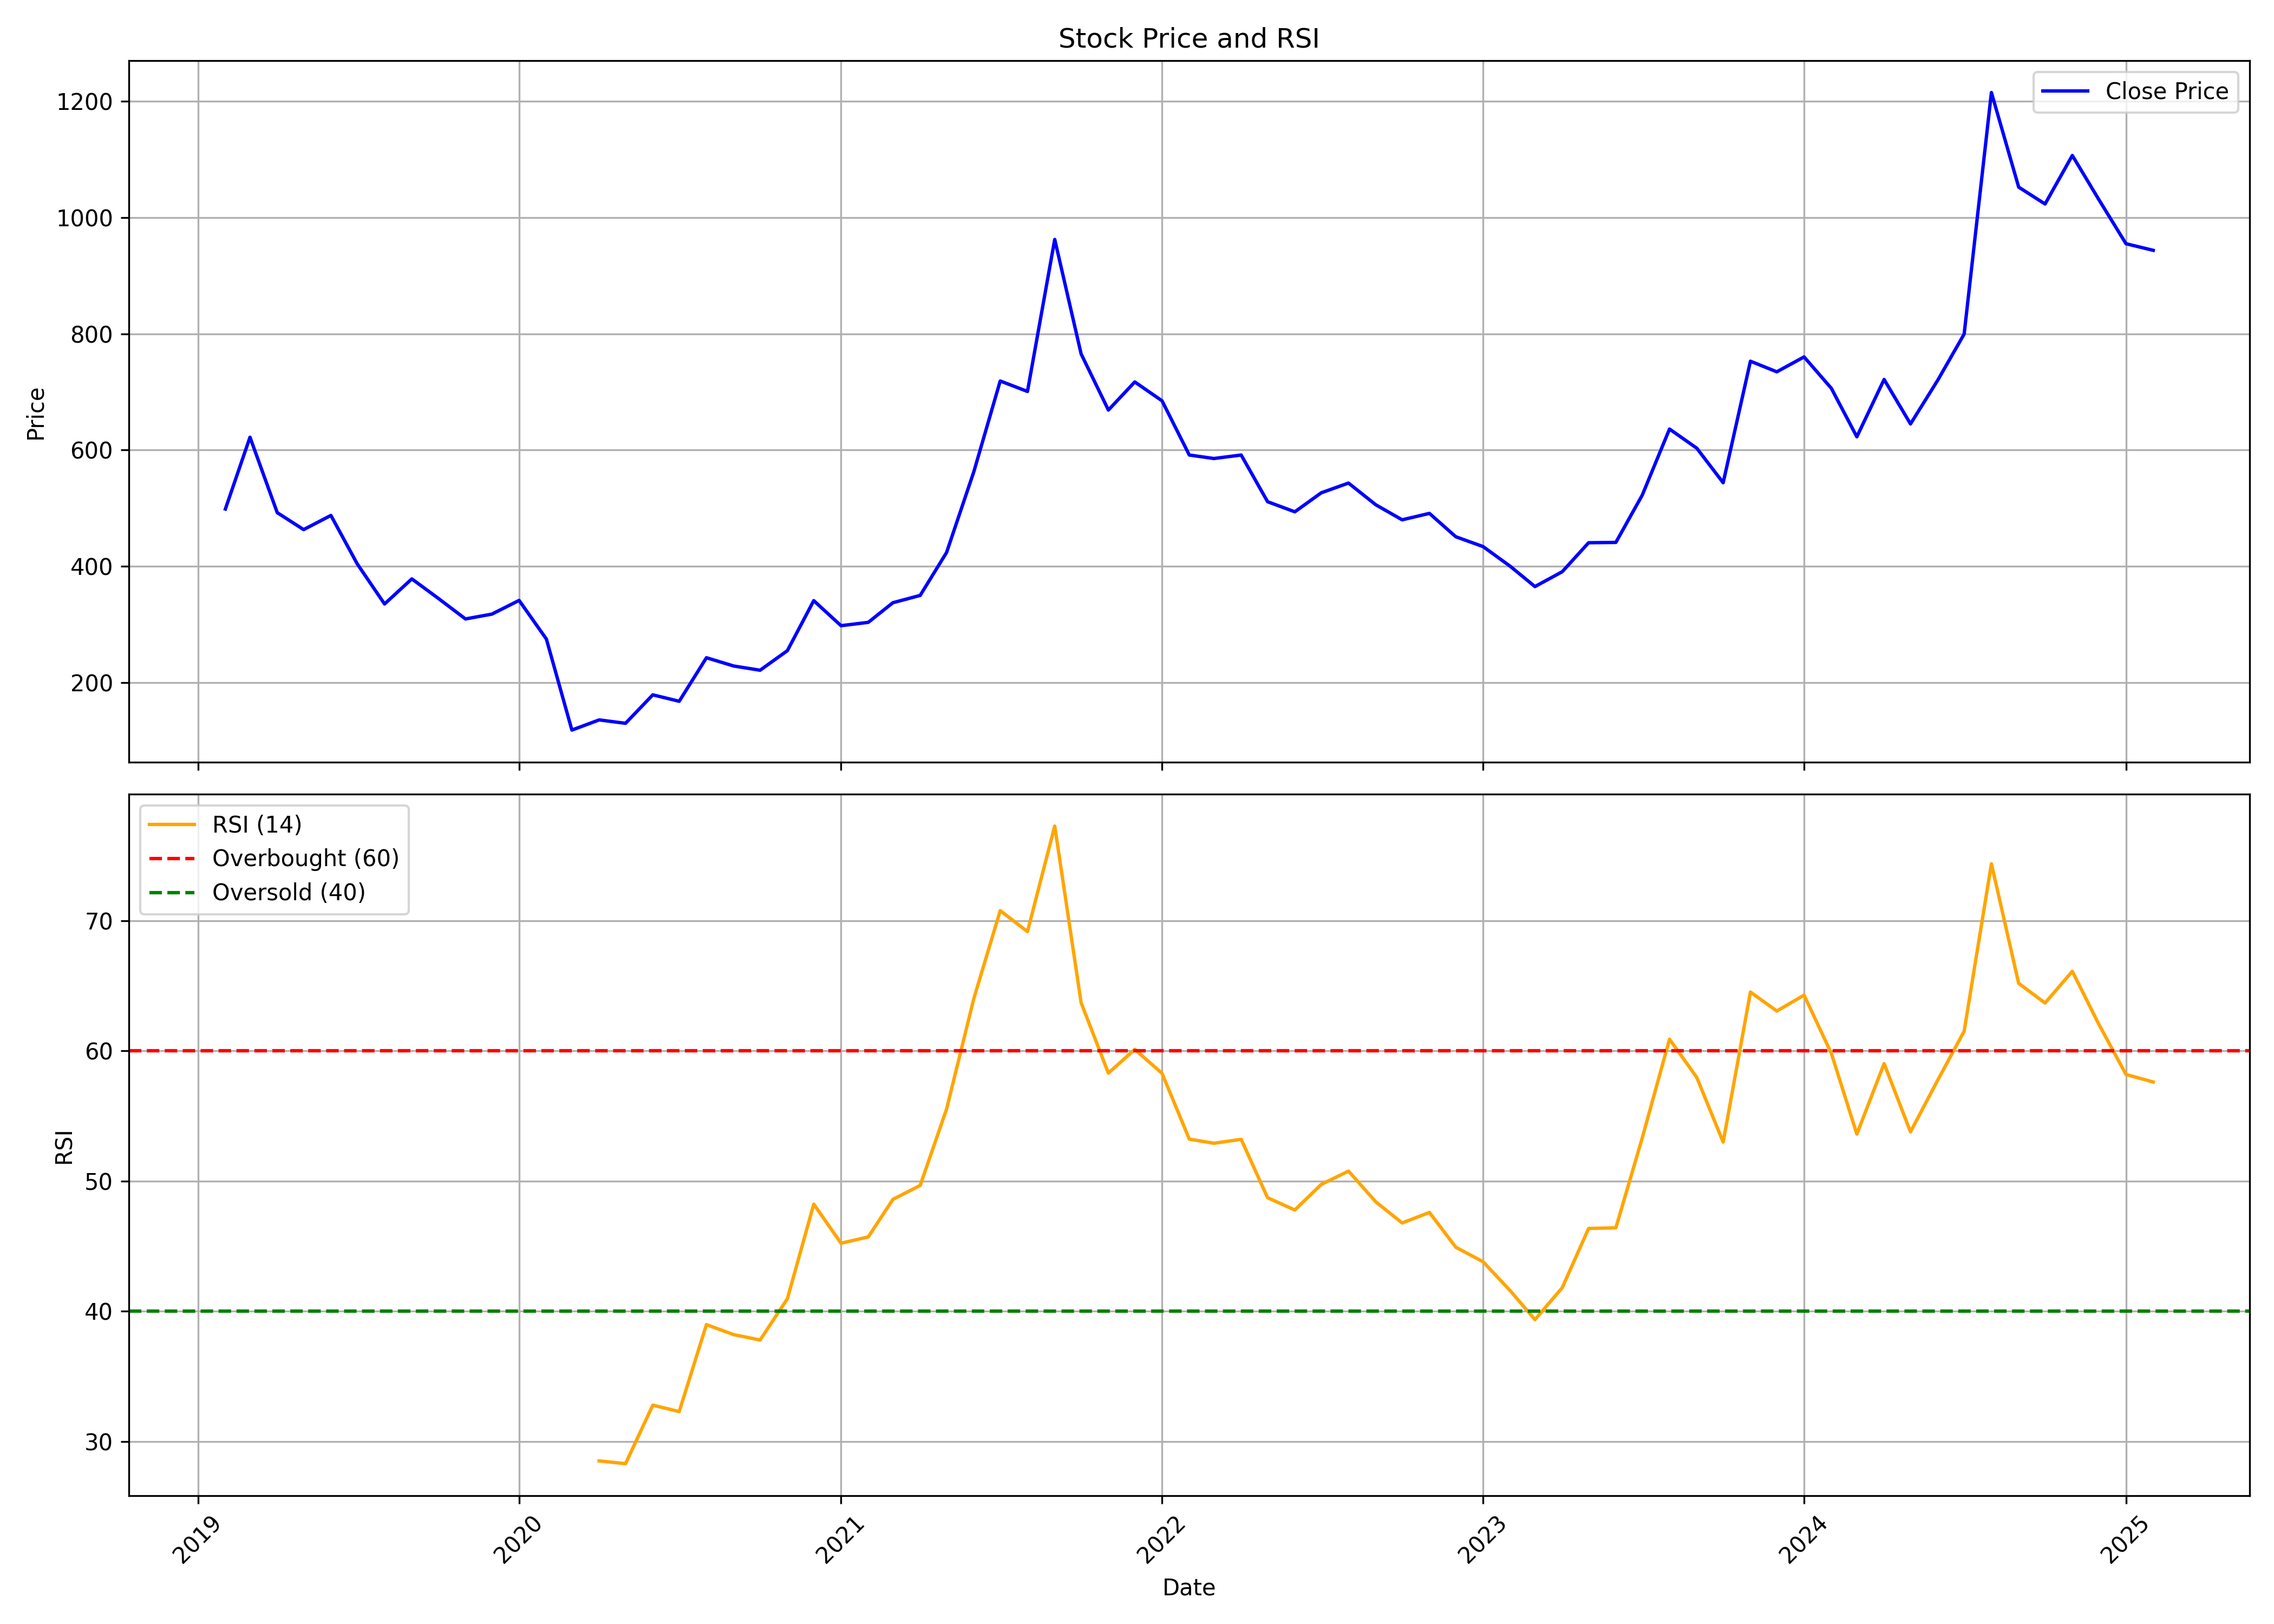 Stock Price and RSI
Close Price
1200
1000
800
600
400
200
Price
RSI (14)
Overbought (60)
Oversold (40)
70
60
50
40
30
RSI
2019
2020
2021
2022
2023
2024
2025
Date